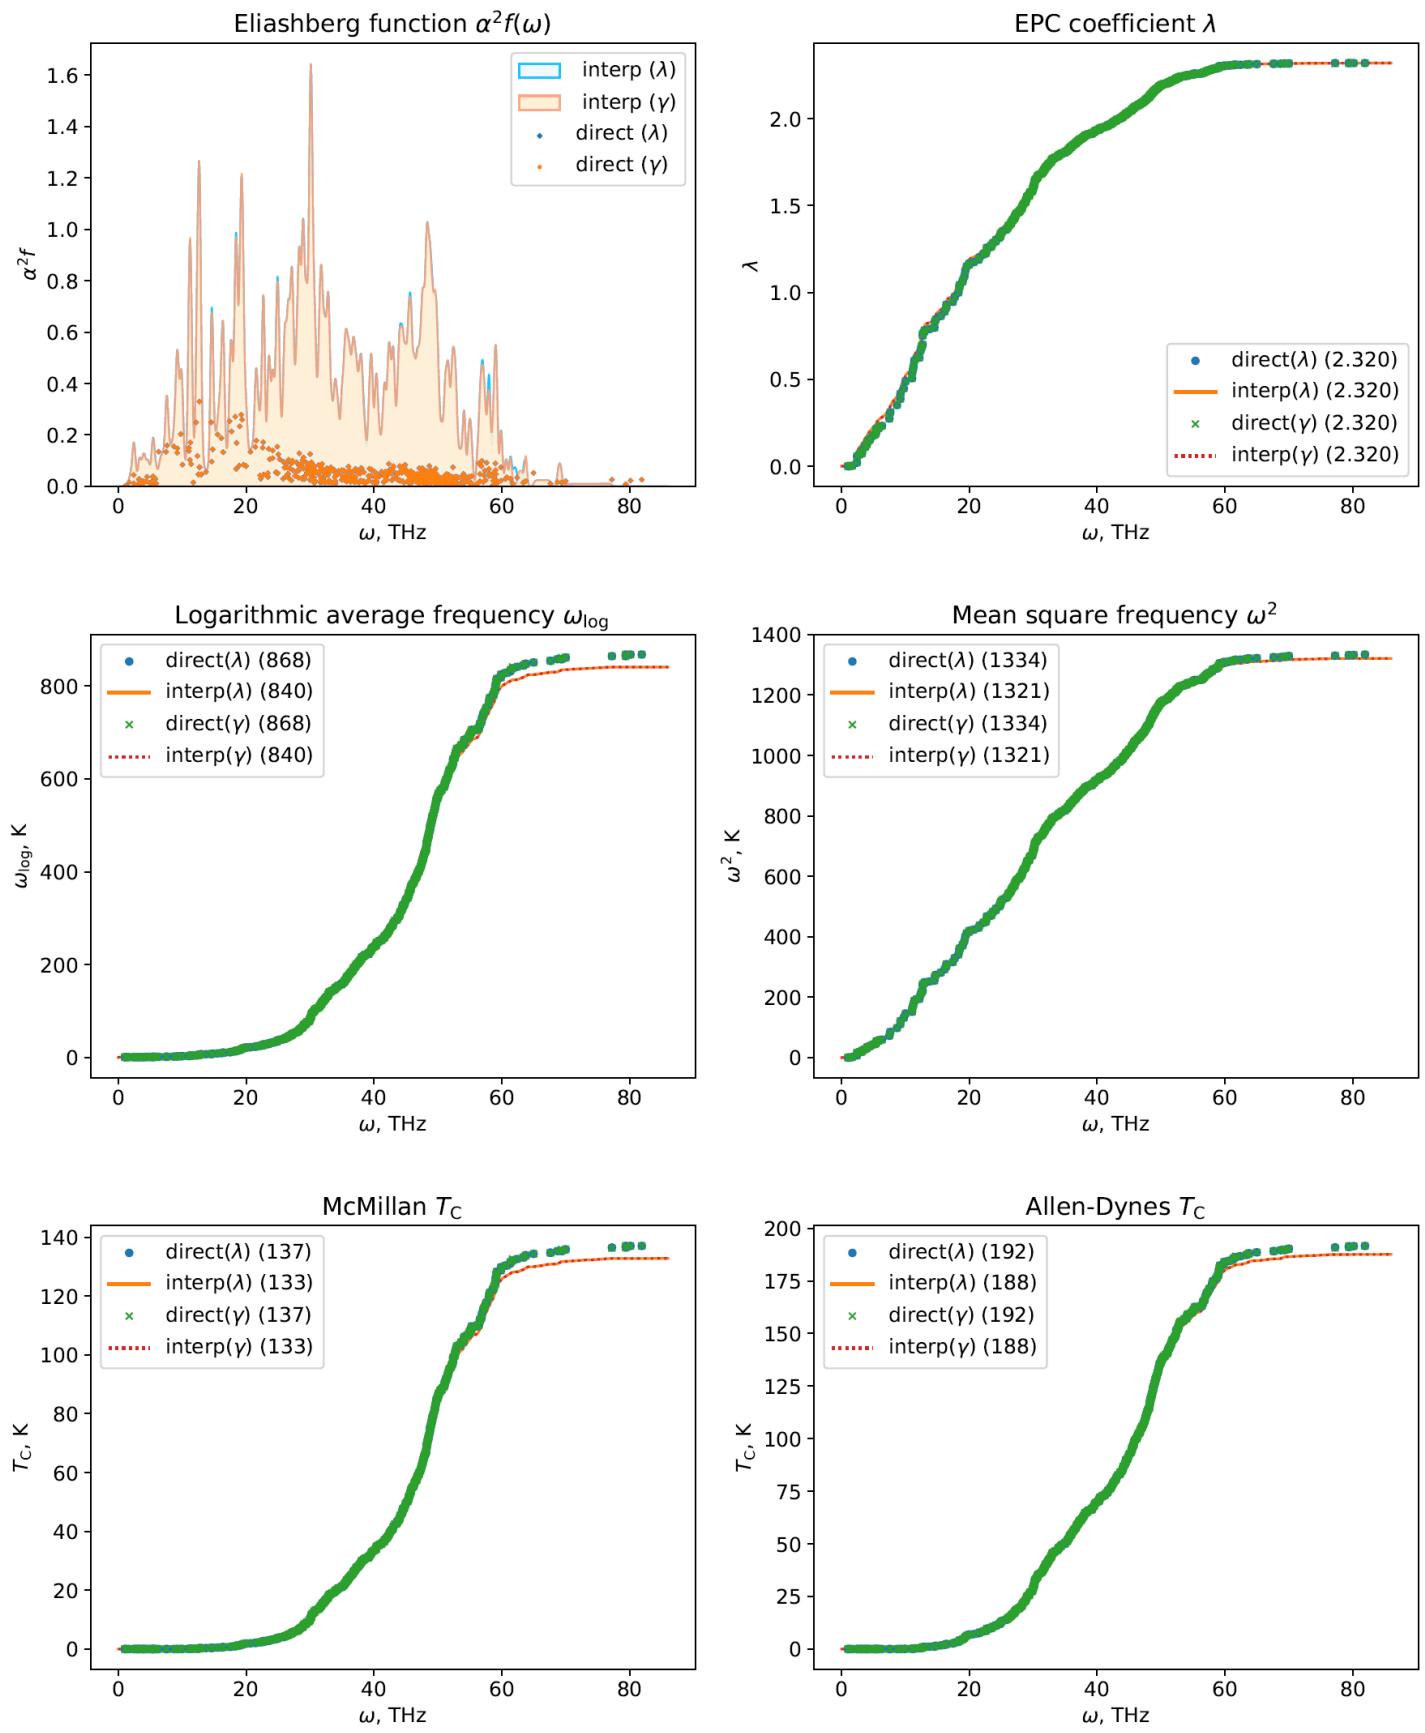 Eliashberg function α²f(ω)
interp (λ)
interp (γ)
direct (λ)
direct (γ)
α²f
1.6
1.4
1.2
1.0
0.8
0.6
0.4
0.2
0.0
0 20 40 60 80
ω, THz
EPC coefficient λ
λ
2.0
1.5
1.0
0.5
0.0
direct(λ) (2.320)
interp(λ) (2.320)
direct(γ) (2.320)
interp(γ) (2.320)
0 20 40 60 80
ω, THz
Logarithmic average frequency ω_log
direct(λ) (868)
interp(λ) (840)
direct(γ) (868)
interp(γ) (840)
ω_log, K
800
600
400
200
0
0 20 40 60 80
ω, THz
Mean square frequency ω²
direct(λ) (1334)
interp(λ) (1321)
direct(γ) (1334)
interp(γ) (1321)
ω², K
1400
1200
1000
800
600
400
200
0
0 20 40 60 80
ω, THz
McMillan T_C
direct(λ) (137)
interp(λ) (133)
direct(γ) (137)
interp(γ) (133)
T_C, K
140
120
100
80
60
40
20
0
0 20 40 60 80
ω, THz
Allen-Dynes T_C
direct(λ) (192)
interp(λ) (188)
direct(γ) (192)
interp(γ) (188)
T_C, K
200
175
150
125
100
75
50
25
0
0 20 40 60 80
ω, THz